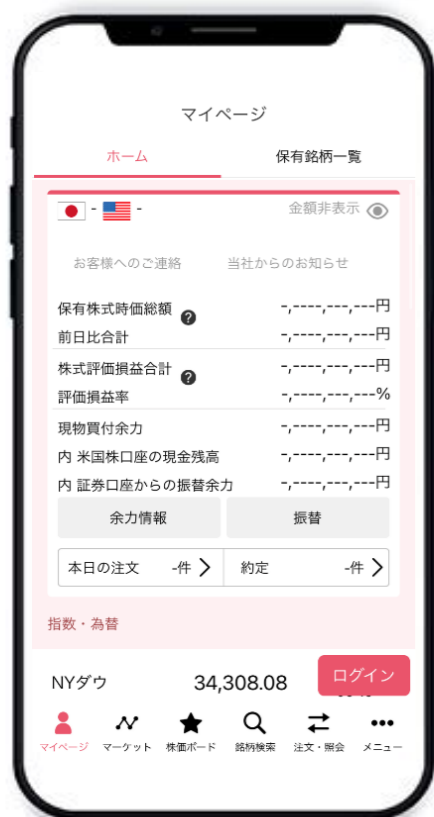 マイページ
ホーム 保有銘柄一覧
- - 金額非表示
お客様へのご連絡 当社からのお知らせ
保有株式時価総額 ? -,----,---,---円
前日比合計 -,----,---,---円
株式評価損益合計 ? -,----,---,---円
評価損益率 -,----,---,---%
現物買付余力 -,----,---,---円
内 米国株口座の現金残高 -,----,---,---円
内 証券口座からの振替余力 -,----,---,---円
余力情報 振替
本日の注文 -件 約定 -件
指数・為替
NYダウ 34,308.08 ログイン
マイページ マーケット 株価ボード 銘柄検索 注文・照会 メニュー